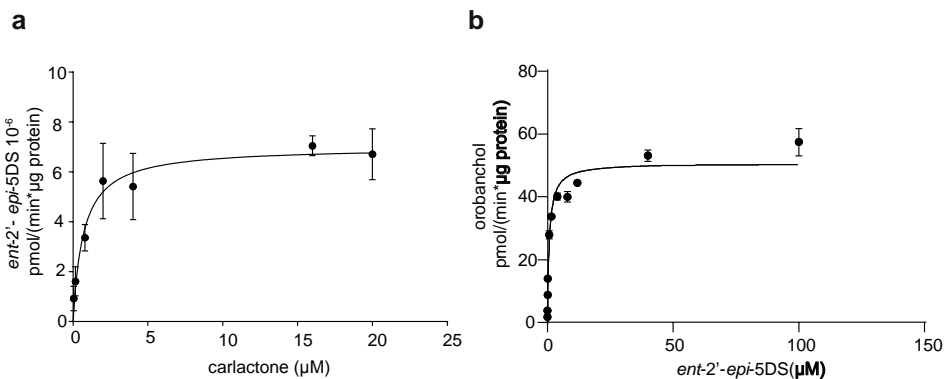 a
10
8
6
4
2
0
ent-2'- epi-5DS 10⁻⁶
pmol/(min*µg protein)
0 5 10 15 20 25
carlactone (µM)
b
80
60
40
20
0
orobanchol
pmol/(min*µg protein)
0 50 100 150
ent-2'-epi-5DS(µM)